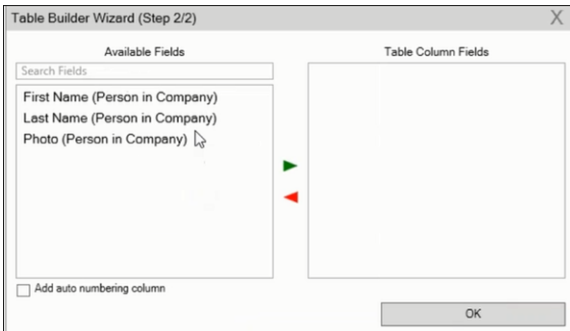 Table Builder Wizard (Step 2/2)
X
Available Fields
Table Column Fields
Search Fields
First Name (Person in Company)
Last Name (Person in Company)
Photo (Person in Company)
Add auto numbering column
OK